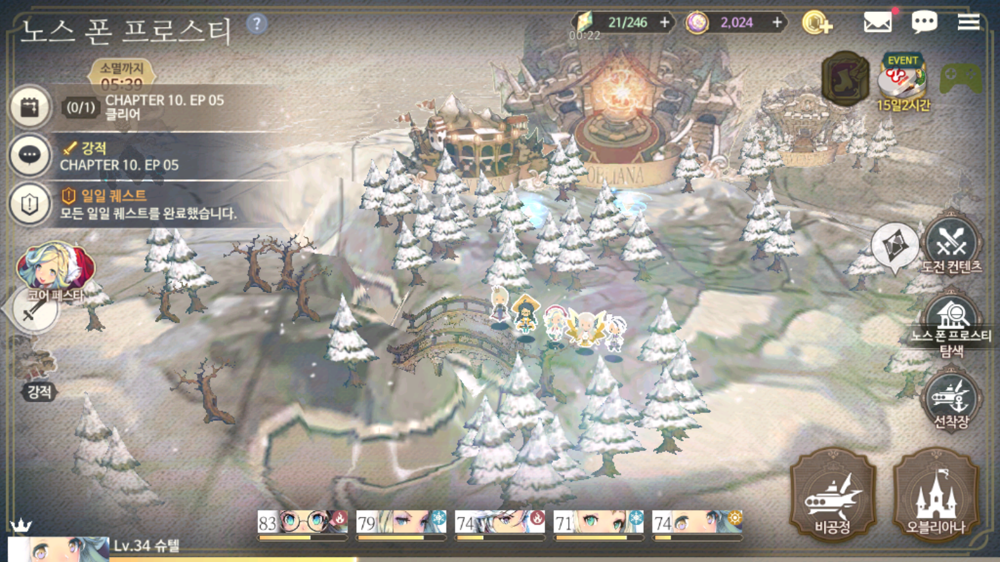 노스 폰 프로스티
?
21/246
00:22
2,024
소멸까지
05:39
(0/1)
CHAPTER 10. EP 05
클리어
강적
CHAPTER 10. EP 05
일일 퀘스트
모든 일일 퀘스트를 완료했습니다.
코어 페스타
강적
EVENT
15일2시간
OBLIANA
도전 컨텐츠
노스 폰 프로스티
탐색
선착장
비공정
오블리아나
83
79
74
71
74
Lv.34 슈텔